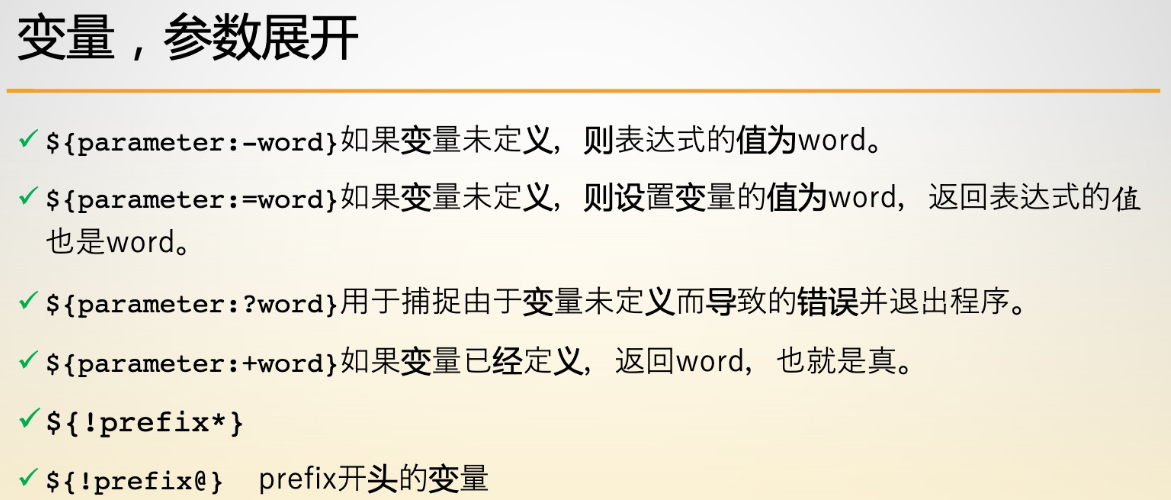 变量，参数展开
✓ ${parameter:-word}如果变量未定义，则表达式的值为word。
✓ ${parameter:=word}如果变量未定义，则设置变量的值为word，返回表达式的值
也是word。
✓ ${parameter:?word}用于捕捉由于变量未定义而导致的错误并退出程序。
✓ ${parameter:+word}如果变量已经定义，返回word，也就是真。
✓ ${!prefix*}
✓ ${!prefix@} prefix开头的变量